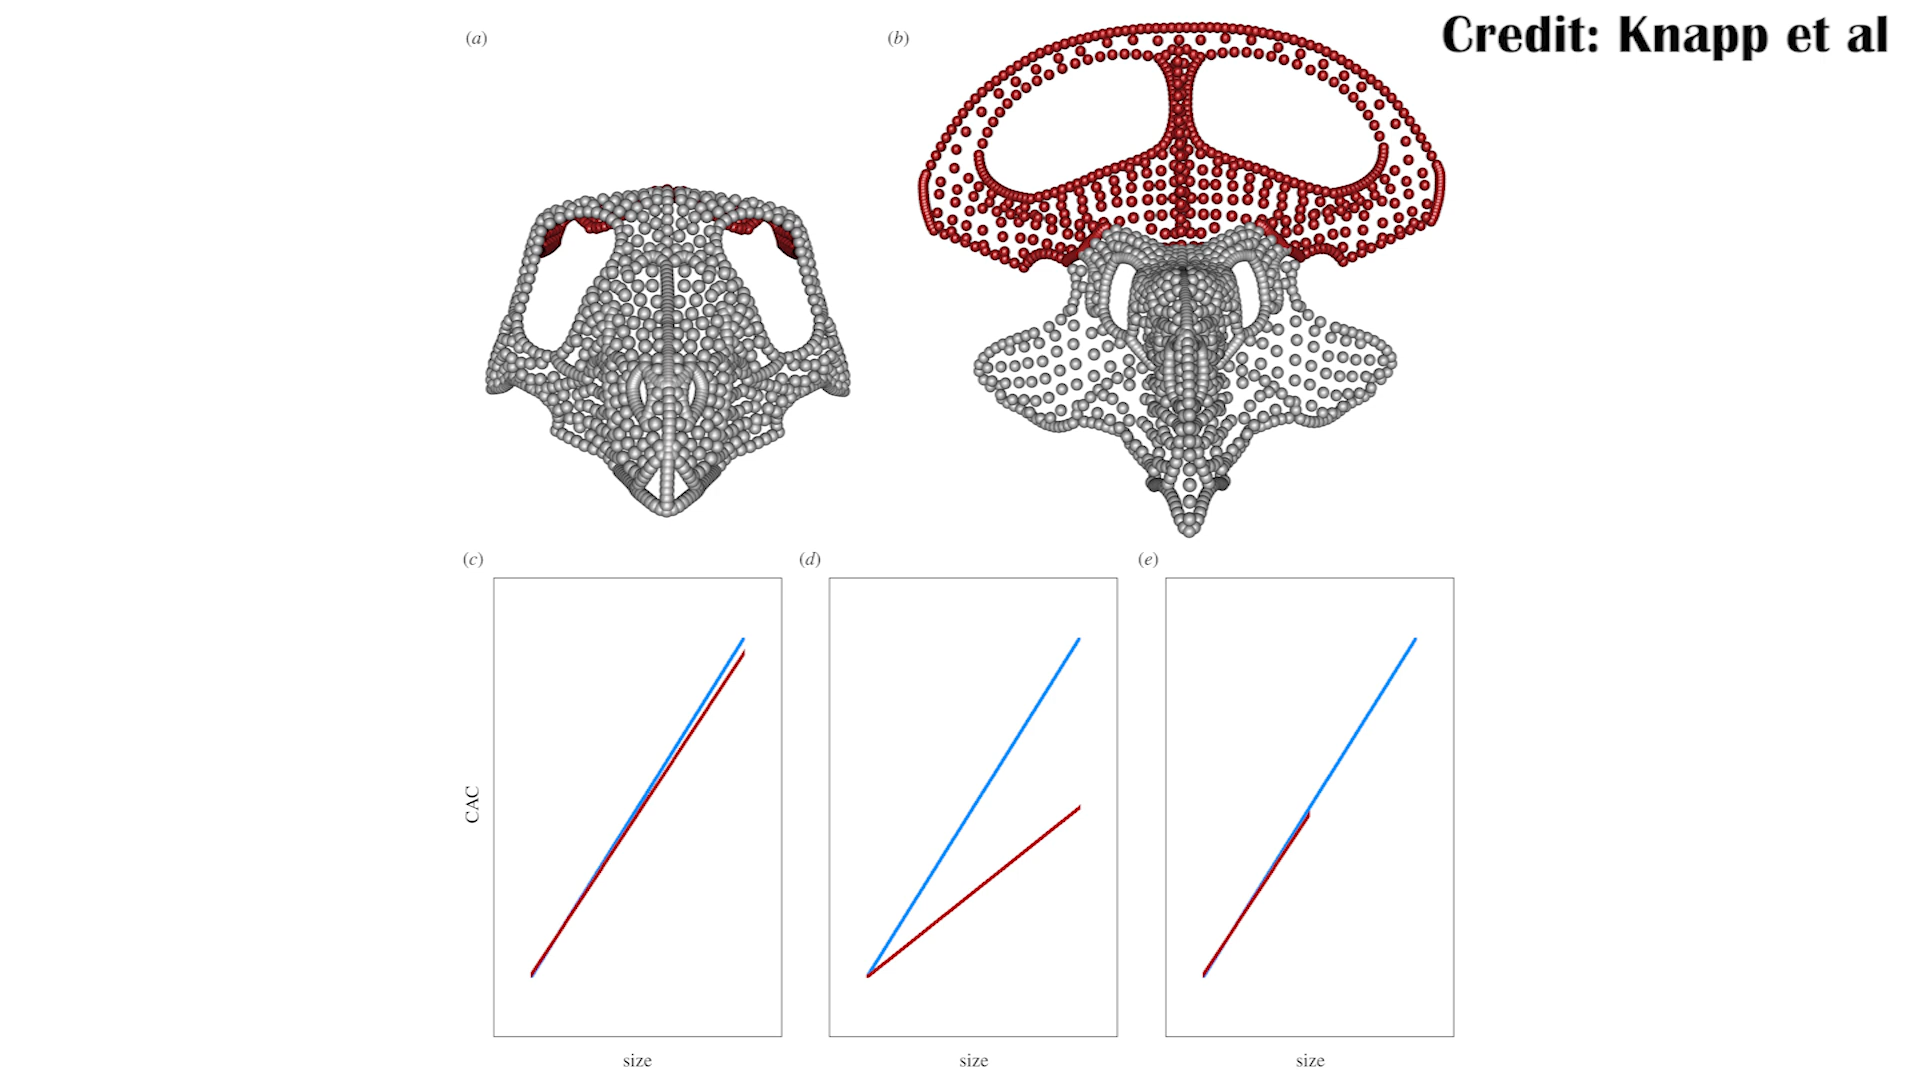 Credit: Knapp et al
(a)
(b)
(c)
(d)
(e)
CAC
size
size
size